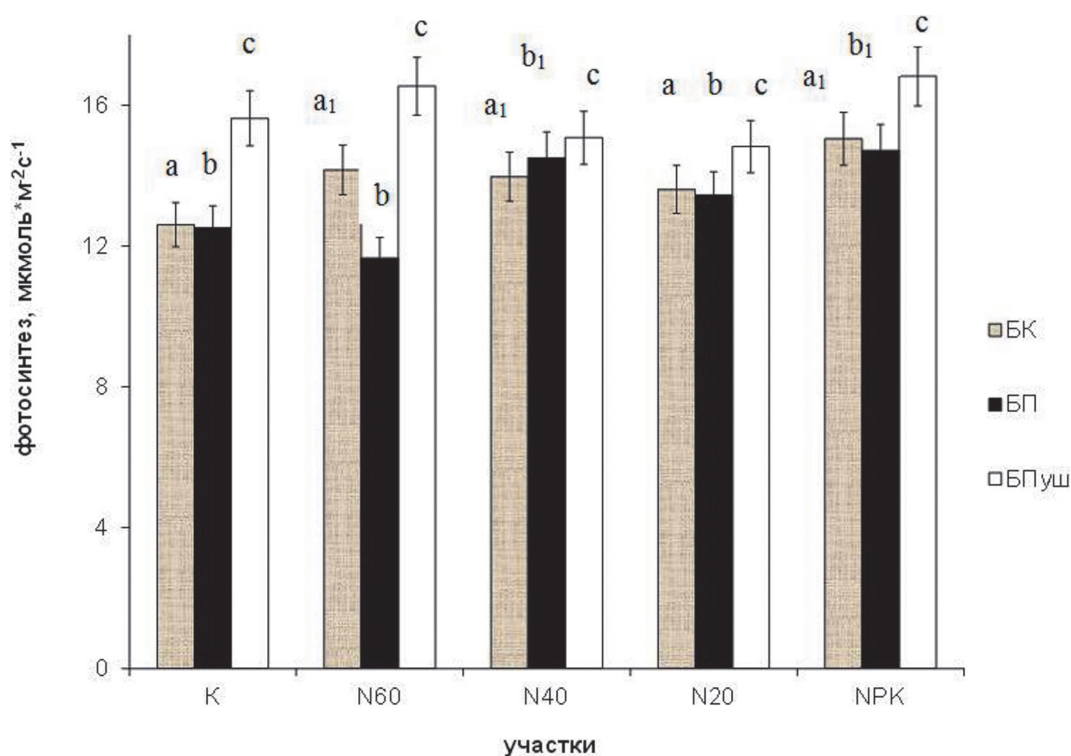 фотосинтез, мкмоль*м⁻²с⁻¹
16
12
8
4
0
a b c
a₁ b c
a₁ b₁ c
a b c
a₁ b₁ c
К N60 N40 N20 NPK
участки
БК
БП
БПуш